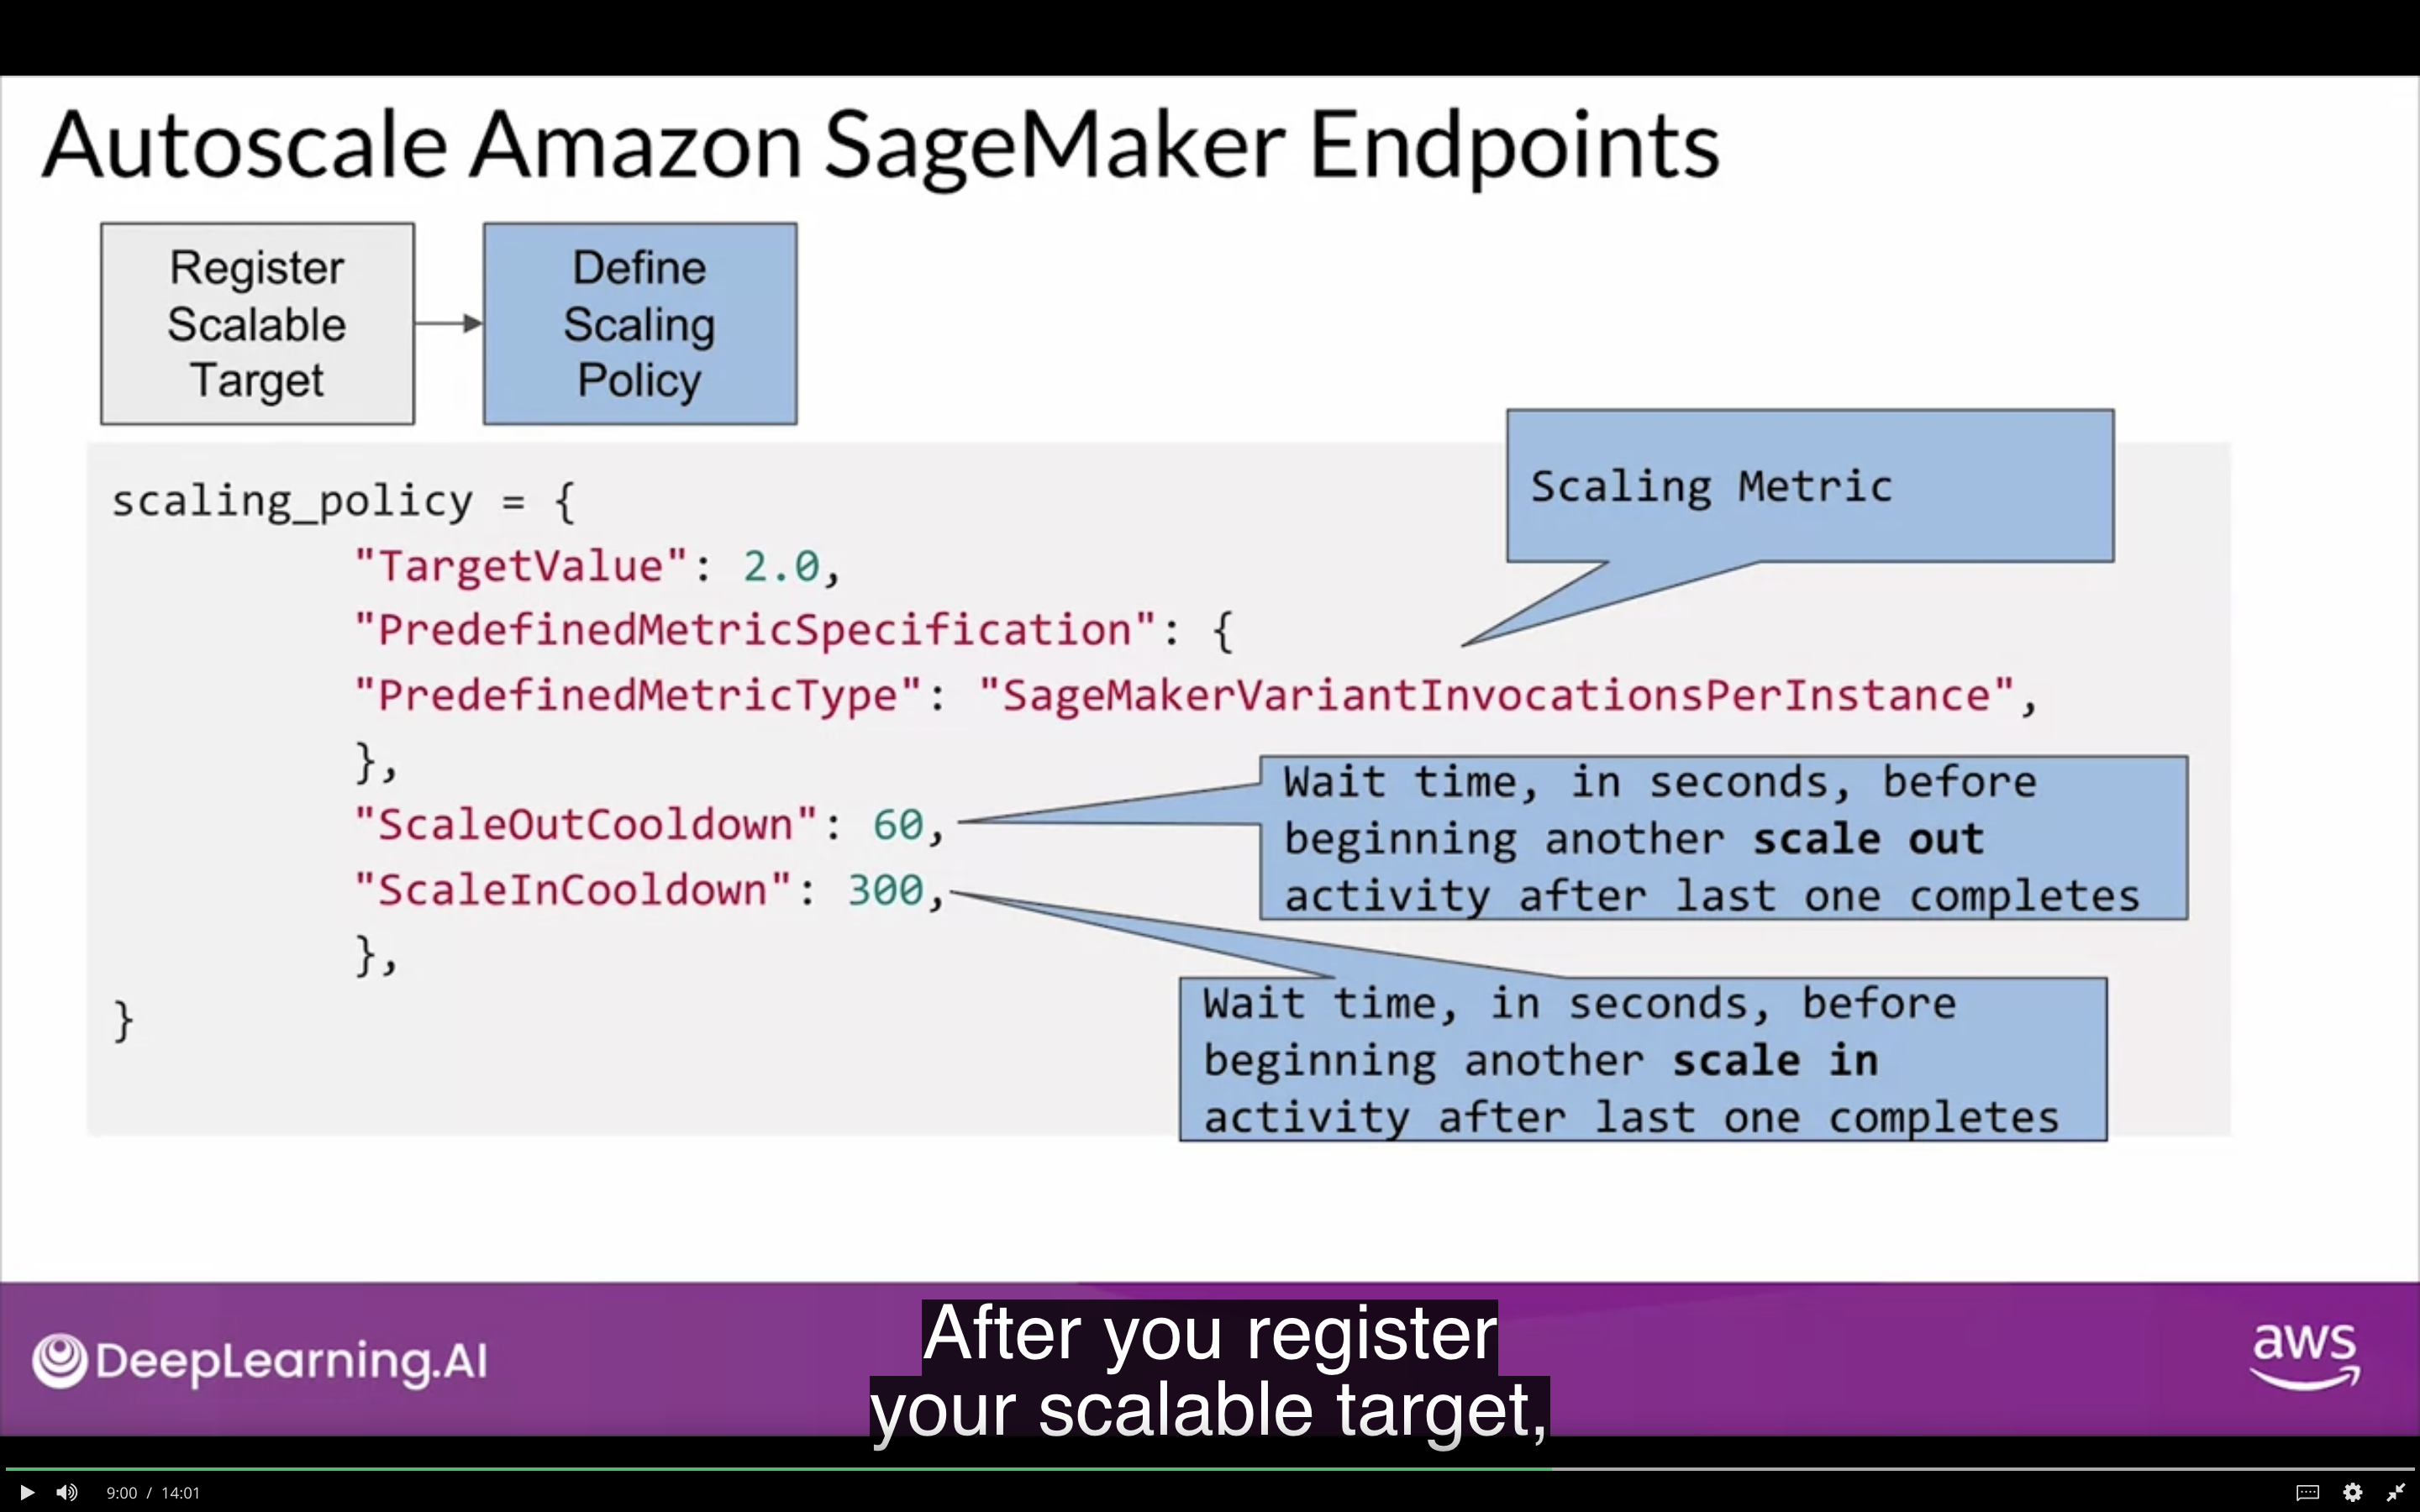 Autoscale Amazon SageMaker Endpoints
Register
Scalable
Target
Define
Scaling
Policy
Scaling Metric
scaling_policy = {
"TargetValue": 2.0,
"PredefinedMetricSpecification": {
"PredefinedMetricType": "SageMakerVariantInvocationsPerInstance",
},
"ScaleOutCooldown": 60,
"ScaleInCooldown": 300,
},
}
Wait time, in seconds, before
beginning another scale out
activity after last one completes
Wait time, in seconds, before
beginning another scale in
activity after last one completes
DeepLearning.AI
After you register
your scalable target,
aws
9:00 / 14:01